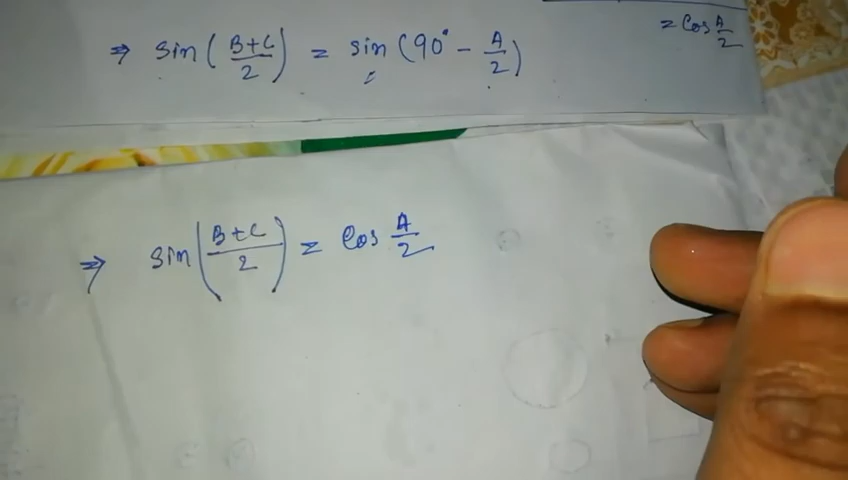 = Cos A/2
⇒ sin (B+C/2) = sin (90° - A/2)
⇒ sin (B+C/2) = Cos A/2